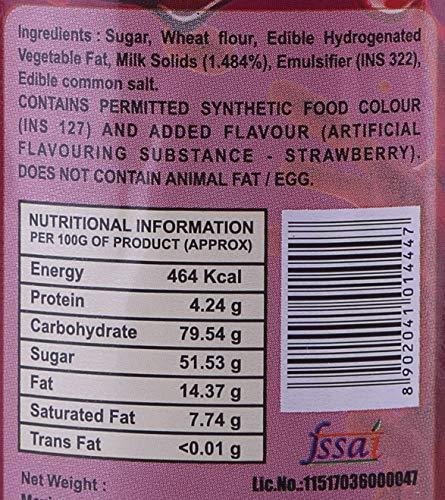 Ingredients : Sugar, Wheat flour, Edible Hydrogenated
Vegetable Fat, Milk Solids (1.484%), Emulsifier (INS 322),
Edible common salt.
CONTAINS PERMITTED SYNTHETIC FOOD COLOUR
(INS 127) AND ADDED FLAVOUR (ARTIFICIAL
FLAVOURING SUBSTANCE - STRAWBERRY).
DOES NOT CONTAIN ANIMAL FAT / EGG.
NUTRITIONAL INFORMATION
PER 100G OF PRODUCT (APPROX)
Energy 464 Kcal
Protein 4.24 g
Carbohydrate 79.54 g
Sugar 51.53 g
Fat 14.37 g
Saturated Fat 7.74 g
Trans Fat <0.01 g
8 902041 014447
fssai
Lic.No.:11517036000047
Net Weight :